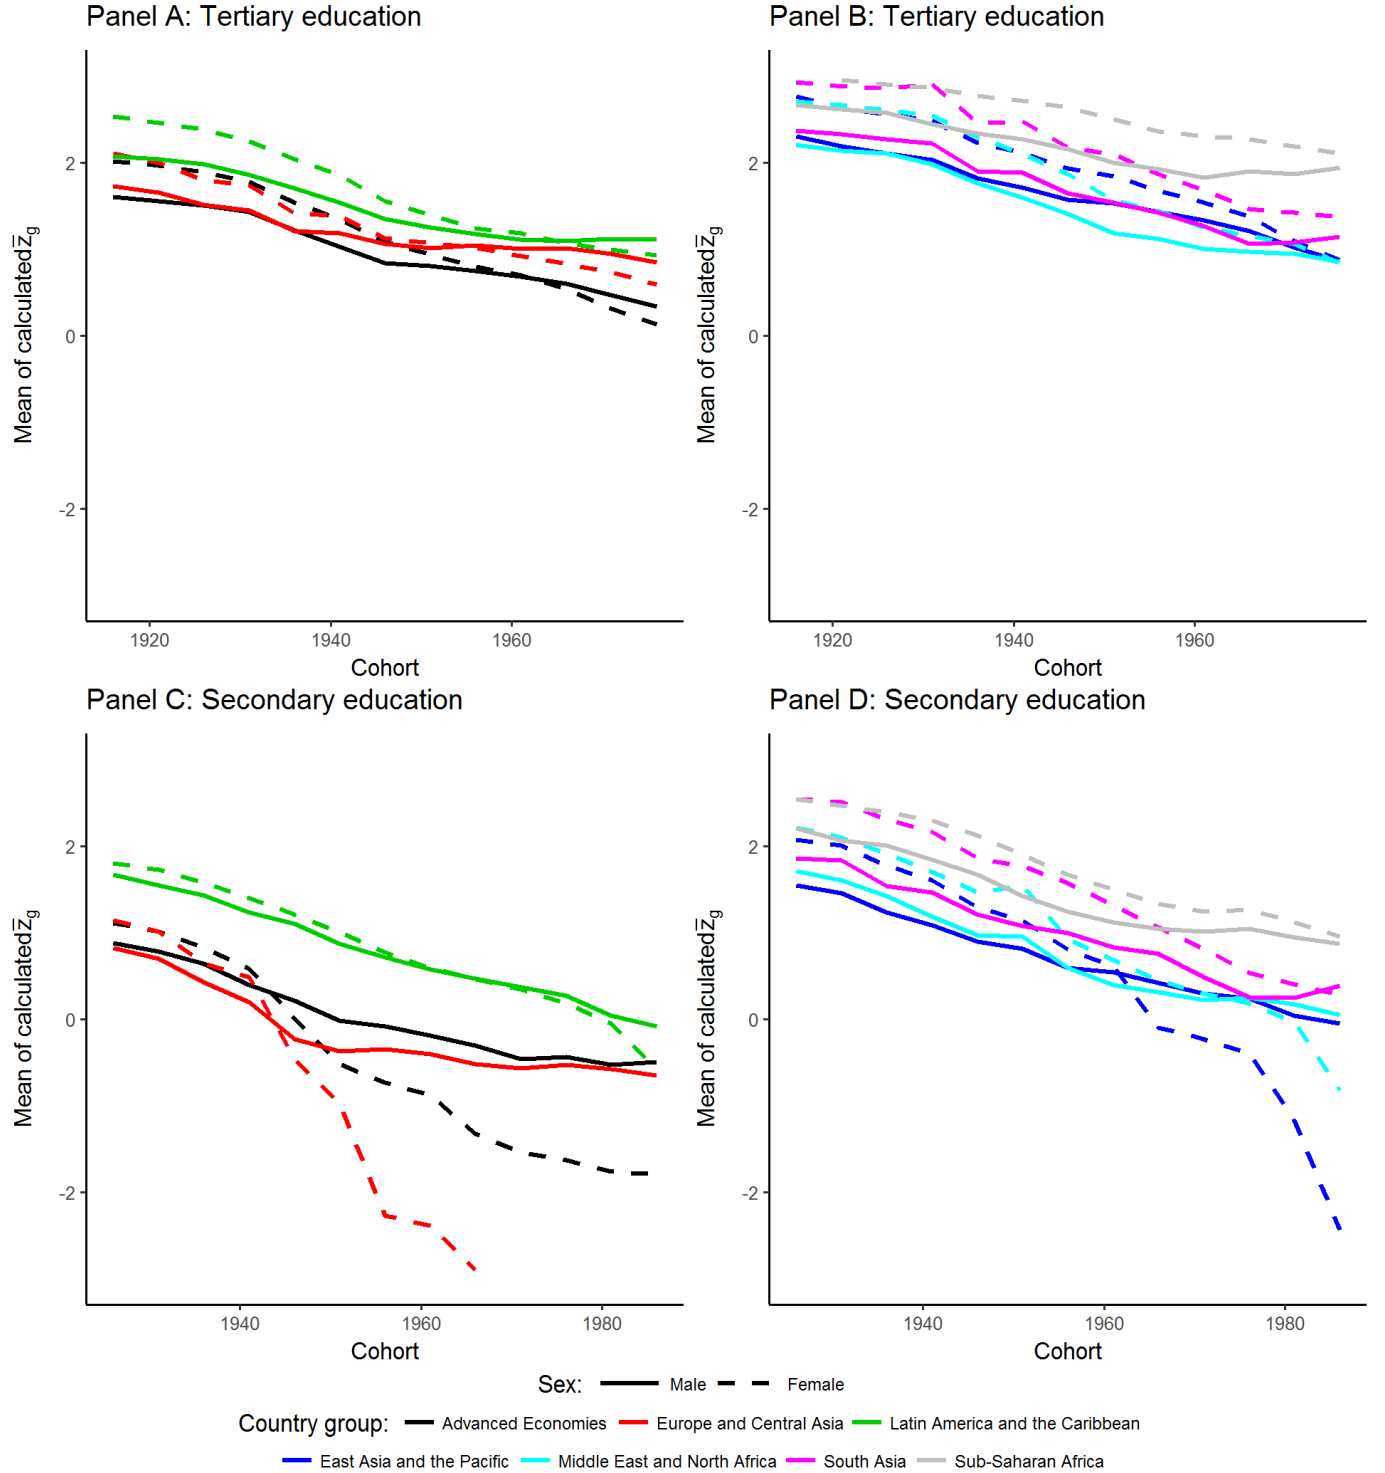 Panel A: Tertiary education
Mean of calculated z̅g
2
0
-2
1920 1940 1960
Cohort
Panel B: Tertiary education
Mean of calculated z̅g
2
0
-2
1920 1940 1960
Cohort
Panel C: Secondary education
Mean of calculated z̅g
2
0
-2
1940 1960 1980
Cohort
Panel D: Secondary education
Mean of calculated z̅g
2
0
-2
1940 1960 1980
Cohort
Sex: Male Female
Country group: Advanced Economies Europe and Central Asia Latin America and the Caribbean
East Asia and the Pacific Middle East and North Africa South Asia Sub-Saharan Africa